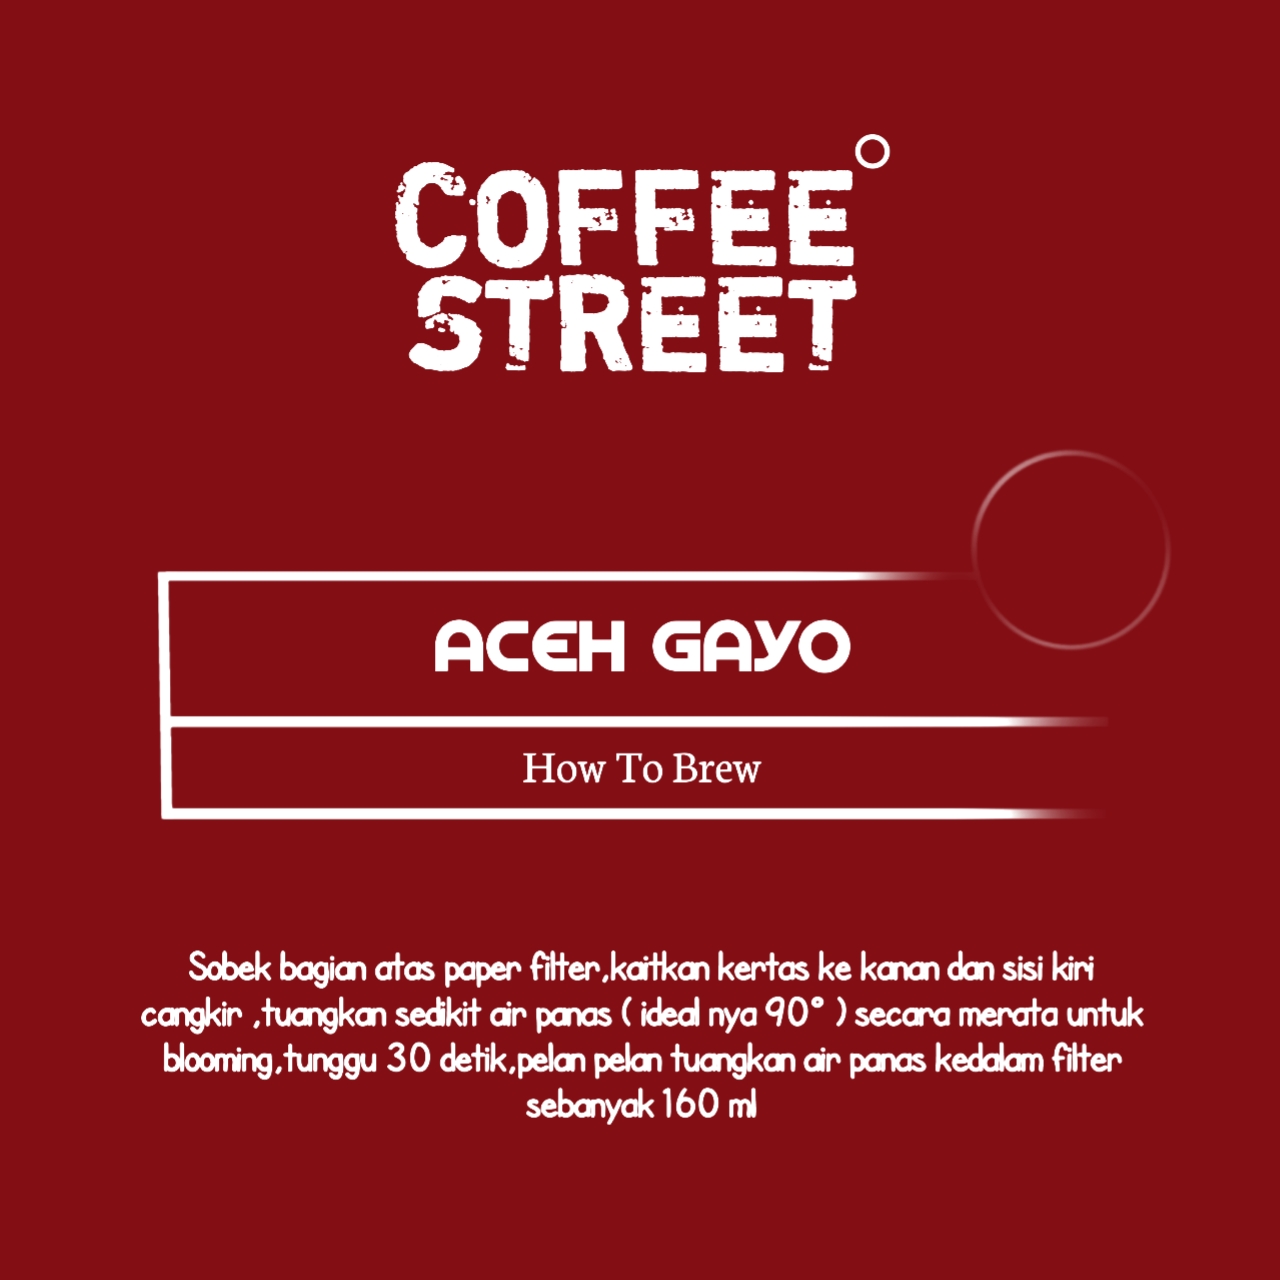 COFFEE
STREET
ACEH GAYO
How To Brew
Sobek bagian atas paper filter,kaitkan kertas ke kanan dan sisi kiri
cangkir ,tuangkan sedikit air panas ( ideal nya 90° ) secara merata untuk
blooming,tunggu 30 detik,pelan pelan tuangkan air panas kedalam filter
sebanyak 160 ml